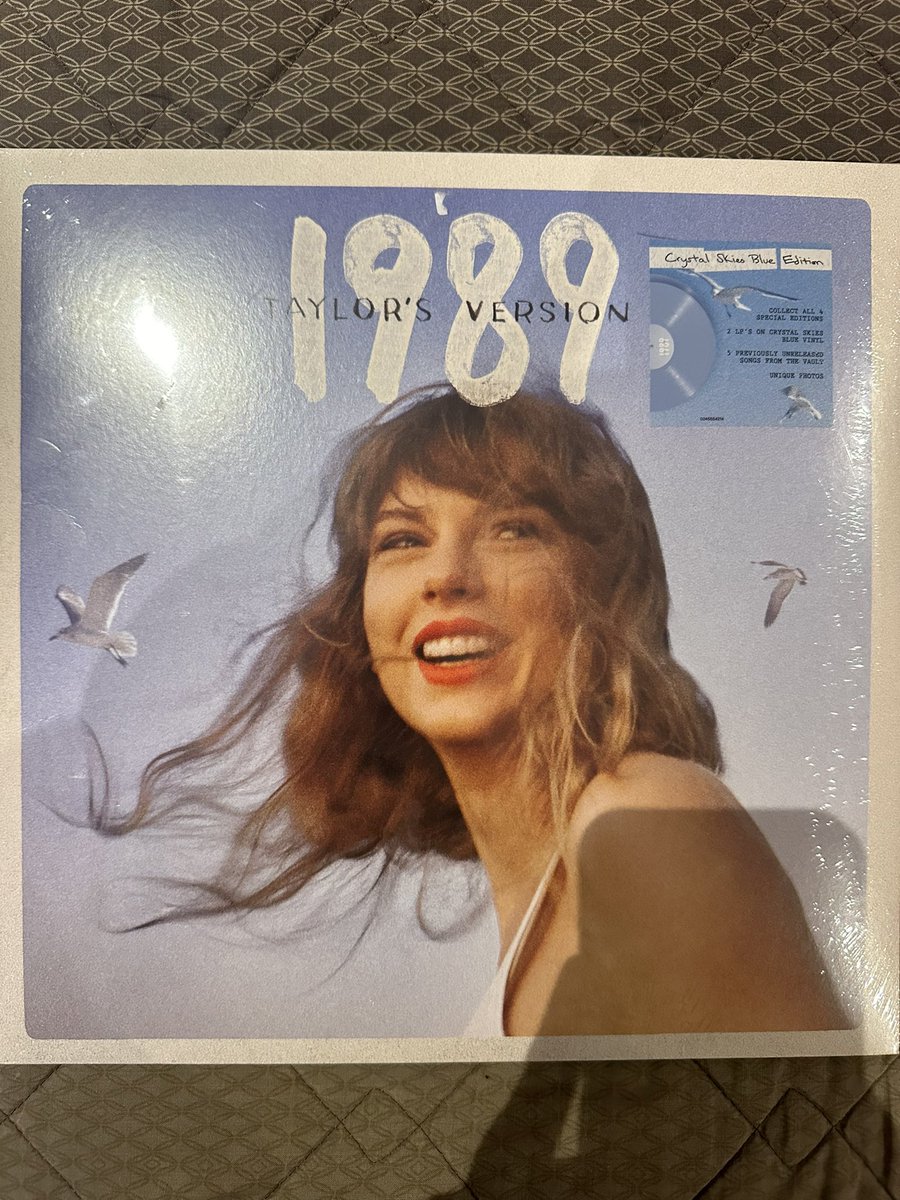 1989
TAYLOR'S VERSION
Crystal Skies Blue Edition
COLLECT ALL 4
SPECIAL EDITIONS
2 LP'S ON CRYSTAL SKIES
BLUE VINYL
5 PREVIOUSLY UNRELEASED
SONGS FROM THE VAULT
UNIQUE PHOTOS